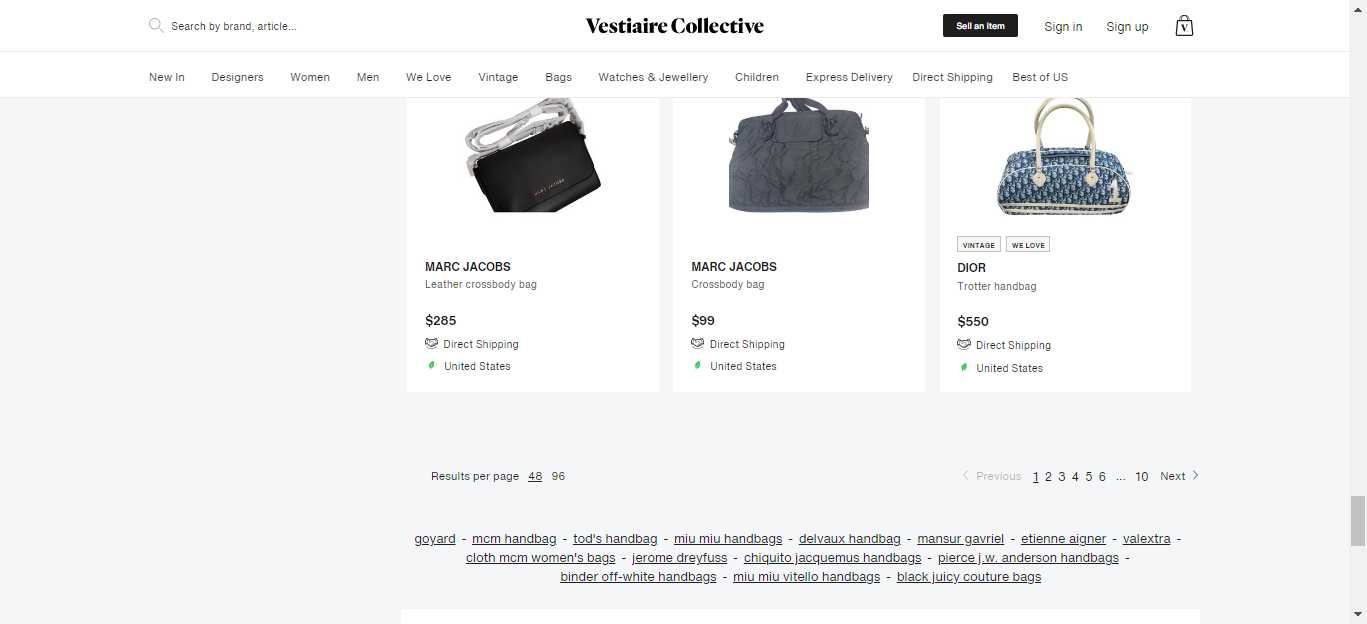 Search by brand, article...
Vestiaire Collective
Sell an item
Sign in
Sign up
V
New In
Designers
Women
Men
We Love
Vintage
Bags
Watches & Jewellery
Children
Express Delivery
Direct Shipping
Best of US
MARC JACOBS
VINTAGE
WE LOVE
MARC JACOBS
Leather crossbody bag
$285
Direct Shipping
United States
MARC JACOBS
Crossbody bag
$99
Direct Shipping
United States
DIOR
Trotter handbag
$550
Direct Shipping
United States
Results per page 48 96
Previous 1 2 3 4 5 6 ... 10 Next
goyard - mcm handbag - tod's handbag - miu miu handbags - delvaux handbag - mansur gavriel - etienne aigner - valextra -
cloth mcm women's bags - jerome dreyfuss - chiquito jacquemus handbags - pierce j.w. anderson handbags -
binder off-white handbags - miu miu vitello handbags - black juicy couture bags